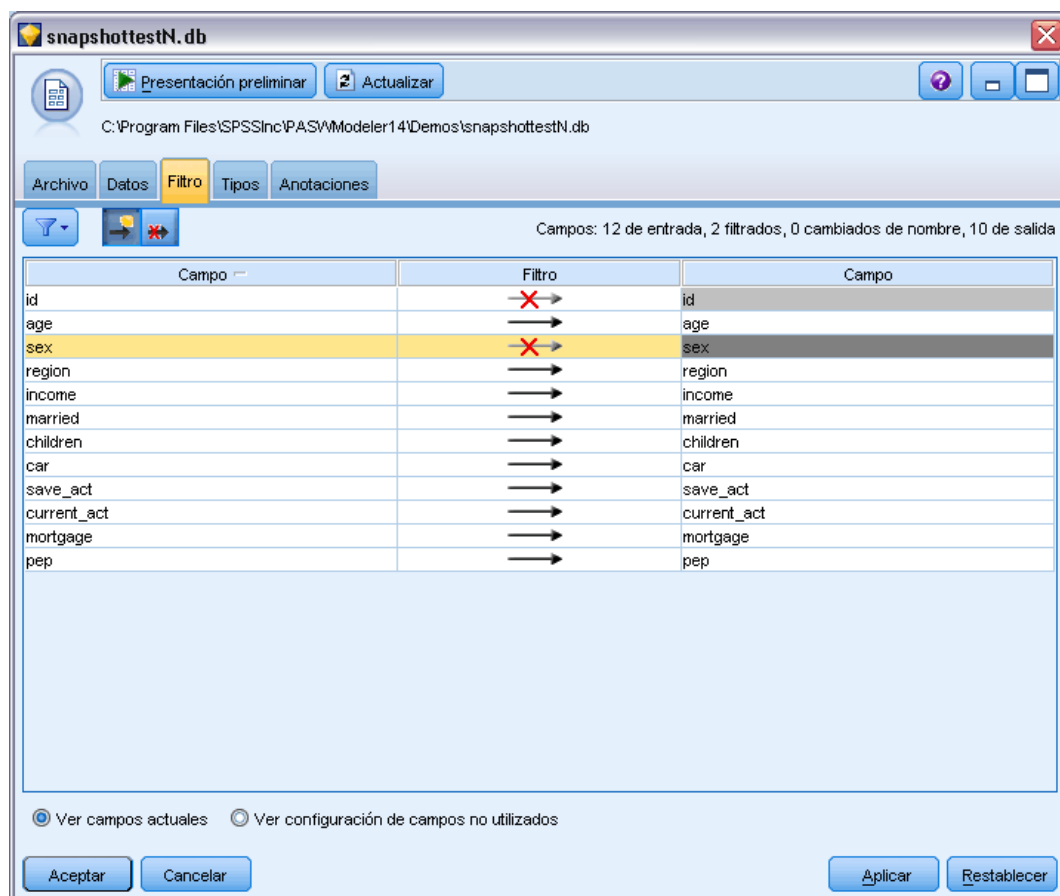 snapshottestN.db
Presentación preliminar Actualizar
C:\Program Files\SPSSInc\PASWModeler14\Demos\snapshottestN.db
Archivo Datos Filtro Tipos Anotaciones
Campos: 12 de entrada, 2 filtrados, 0 cambiados de nombre, 10 de salida
Campo Filtro Campo
id id
age age
sex sex
region region
income income
married married
children children
car car
save_act save_act
current_act current_act
mortgage mortgage
pep pep
Ver campos actuales Ver configuración de campos no utilizados
Aceptar Cancelar Aplicar Restablecer